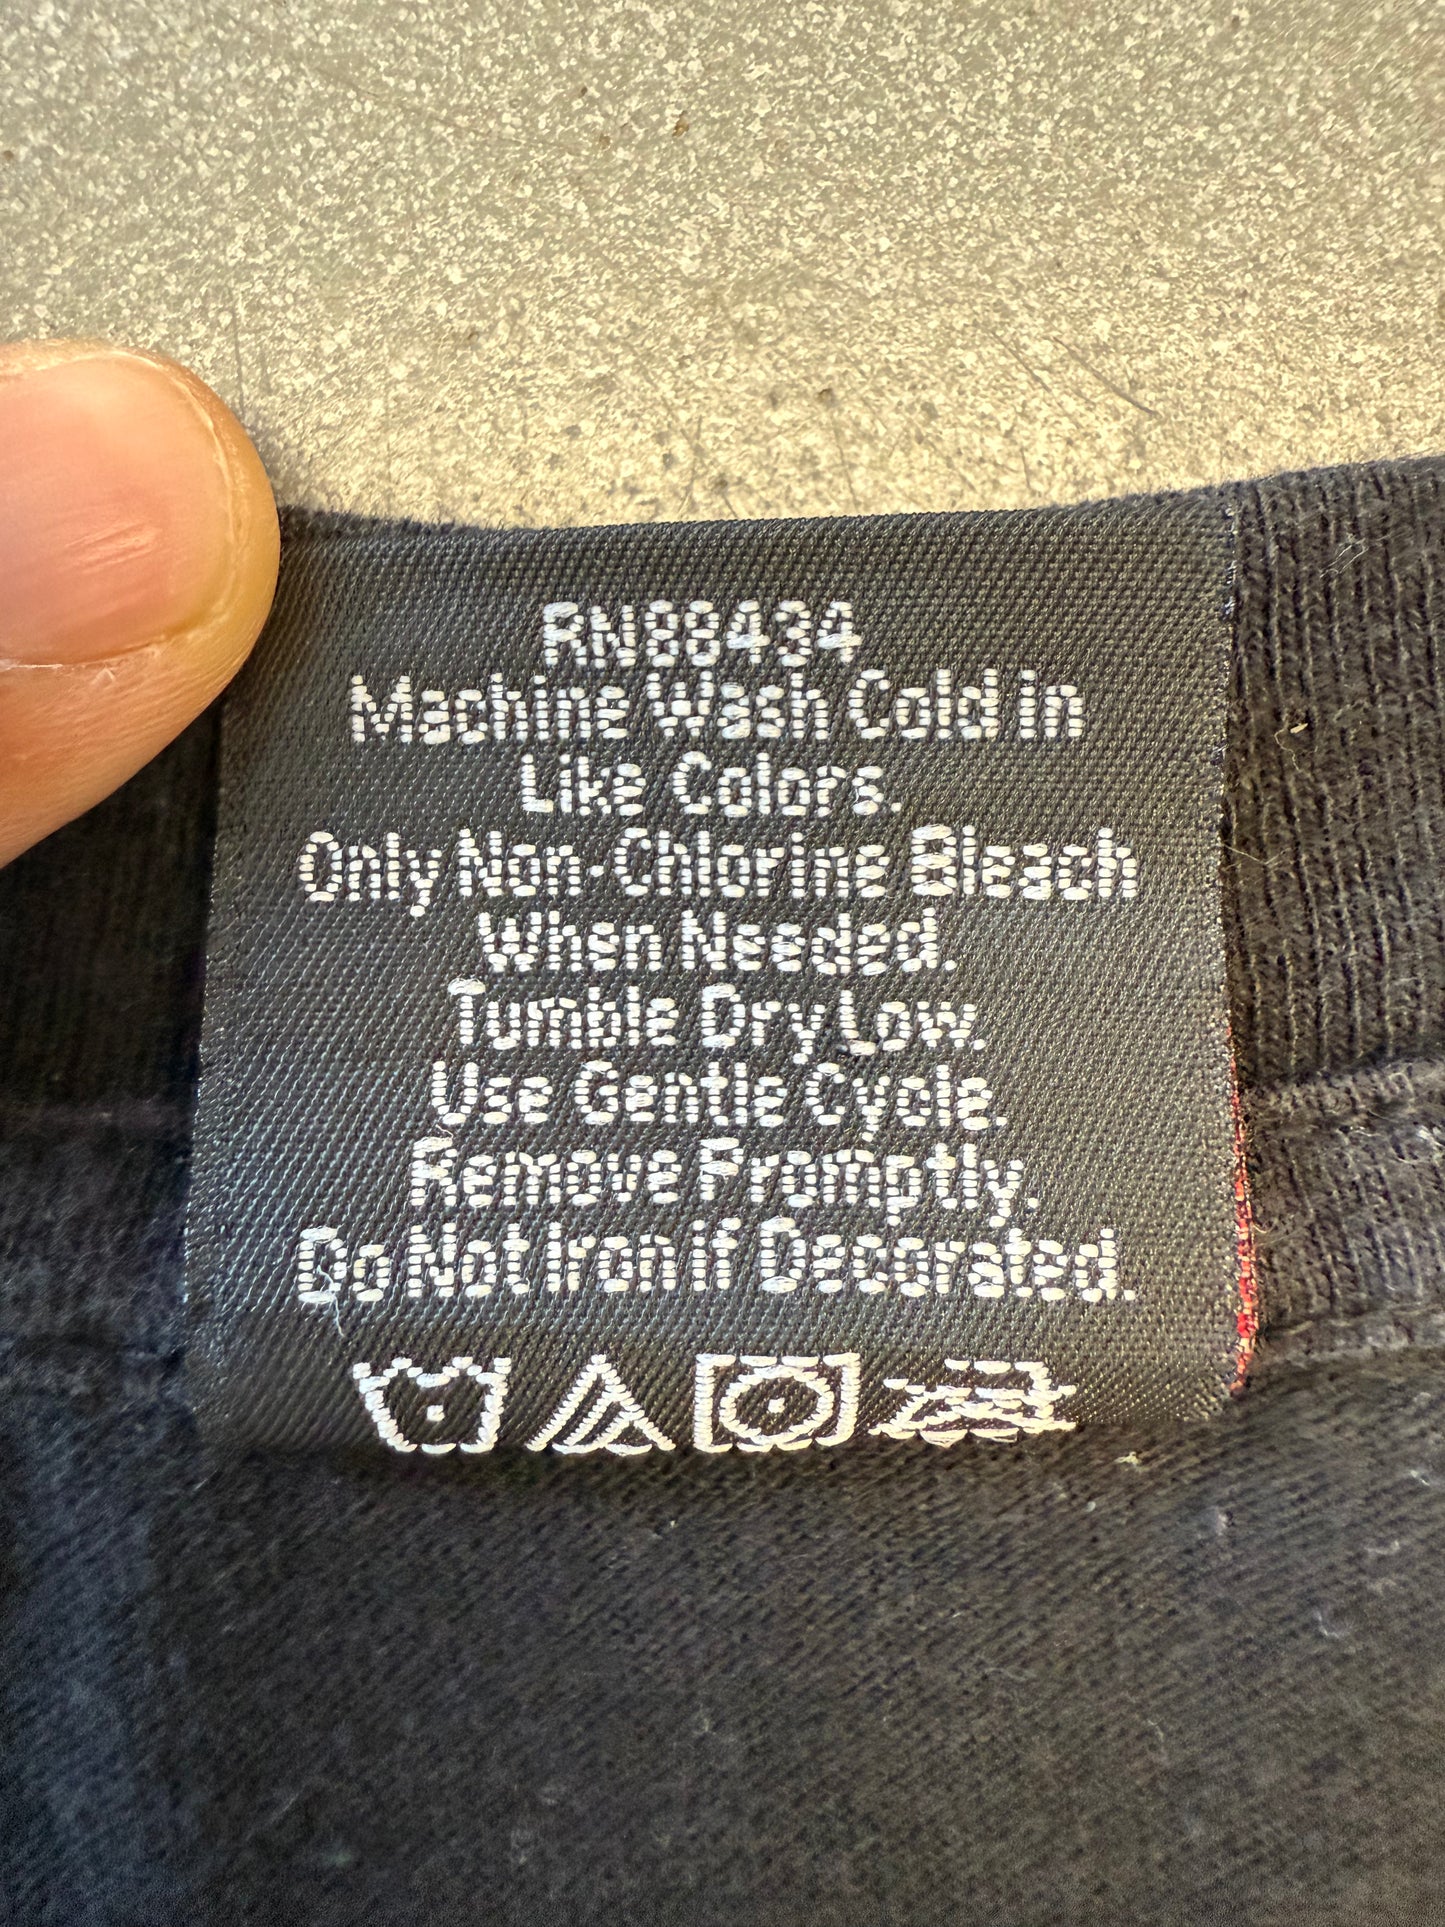 RN88434
Machine Wash Cold in
Like Colors.
Only Non-Chlorine Bleach
When Needed.
Tumble Dry Low.
Use Gentle Cycle.
Remove Promptly.
Do Not Iron if Decorated.